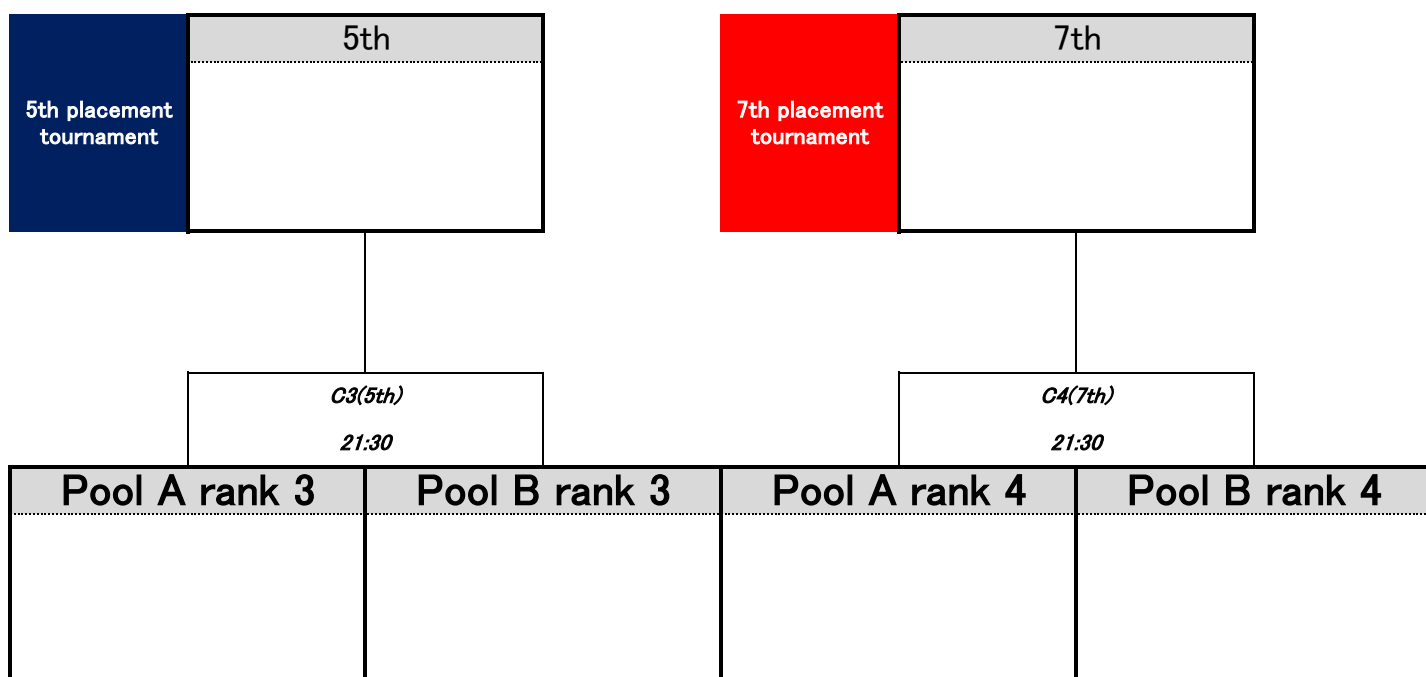 5th
7th
5th placement
tournament
7th placement
tournament
C3(5th)
21:30
C4(7th)
21:30
Pool A rank 3
Pool B rank 3
Pool A rank 4
Pool B rank 4